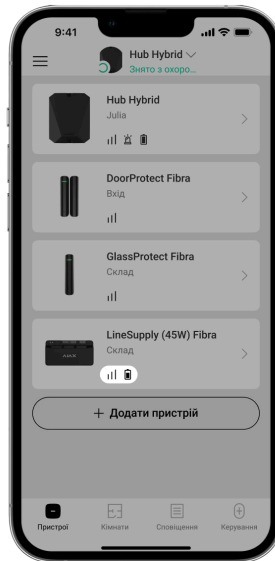 9:41
Hub Hybrid
Знято з охоро...
Hub Hybrid
Julia
DoorProtect Fibra
Вхід
GlassProtect Fibra
Склад
LineSupply (45W) Fibra
Склад
AJAX
+ Додати пристрій
Пристрої
Кімнати
Сповіщення
Керування